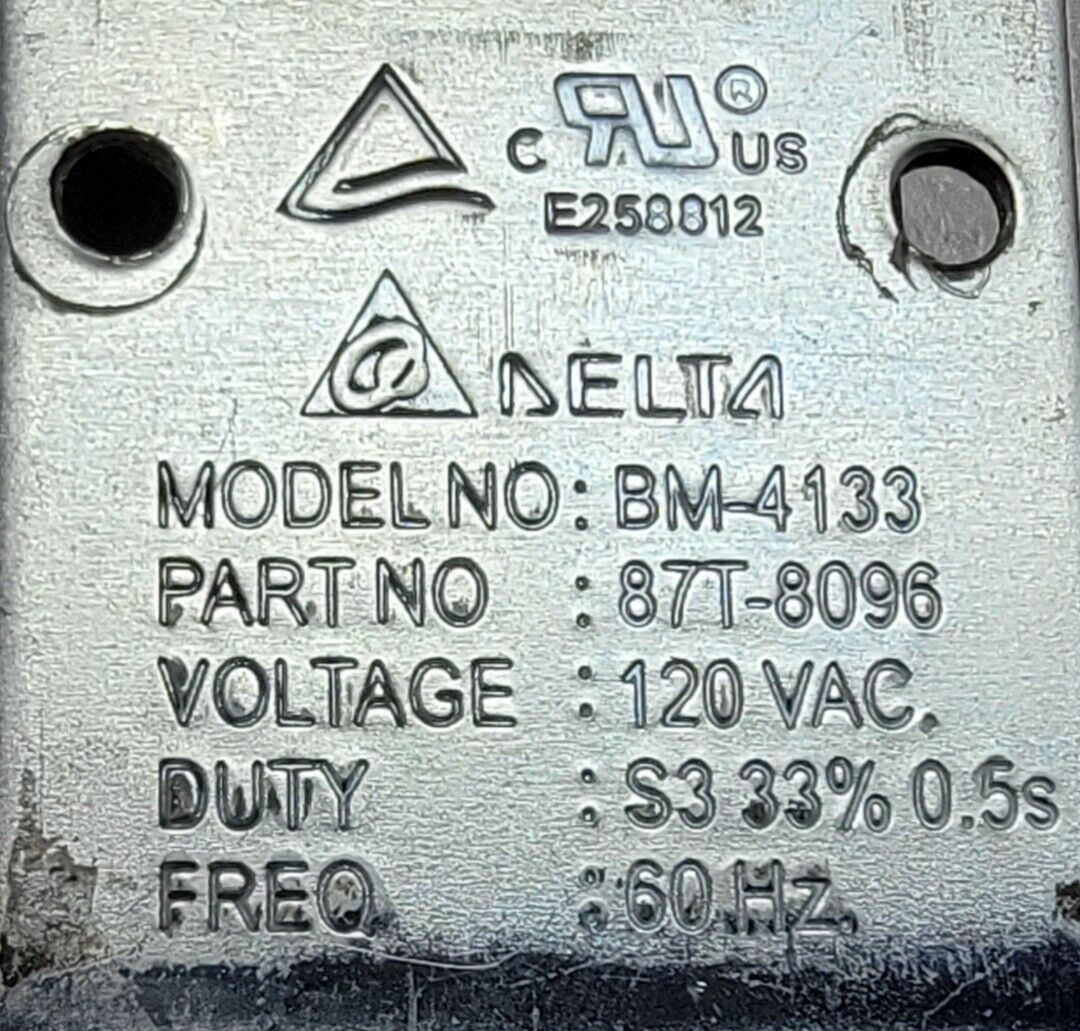 C RU® US
E258812
DELTA
MODEL NO: BM-4133
PART NO : 87T-8096
VOLTAGE : 120 VAC.
DUTY : S3 33% 0.5s
FREQ : 60 Hz.